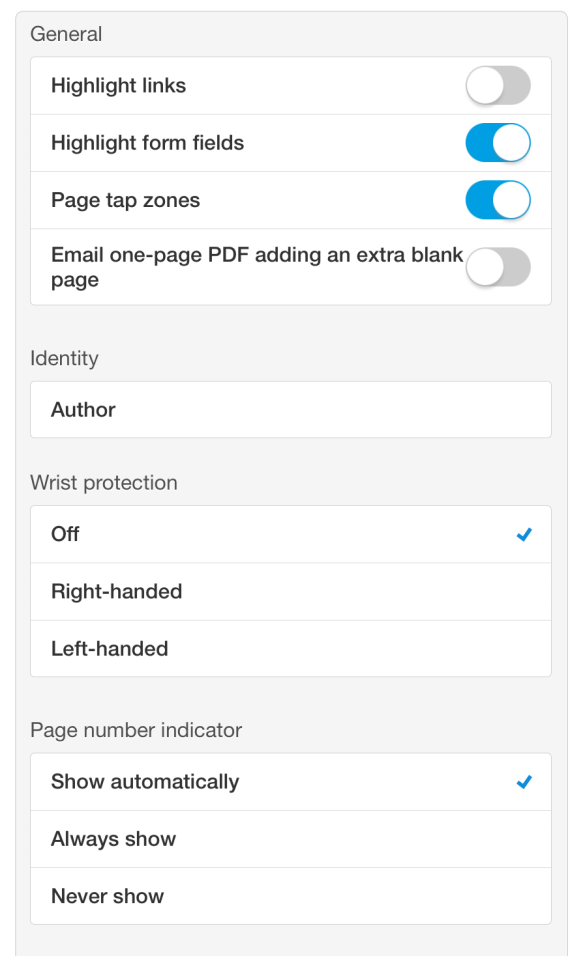 General
Highlight links
Highlight form fields
Page tap zones
Email one-page PDF adding an extra blank
page
Identity
Author
Wrist protection
Off
Right-handed
Left-handed
Page number indicator
Show automatically
Always show
Never show